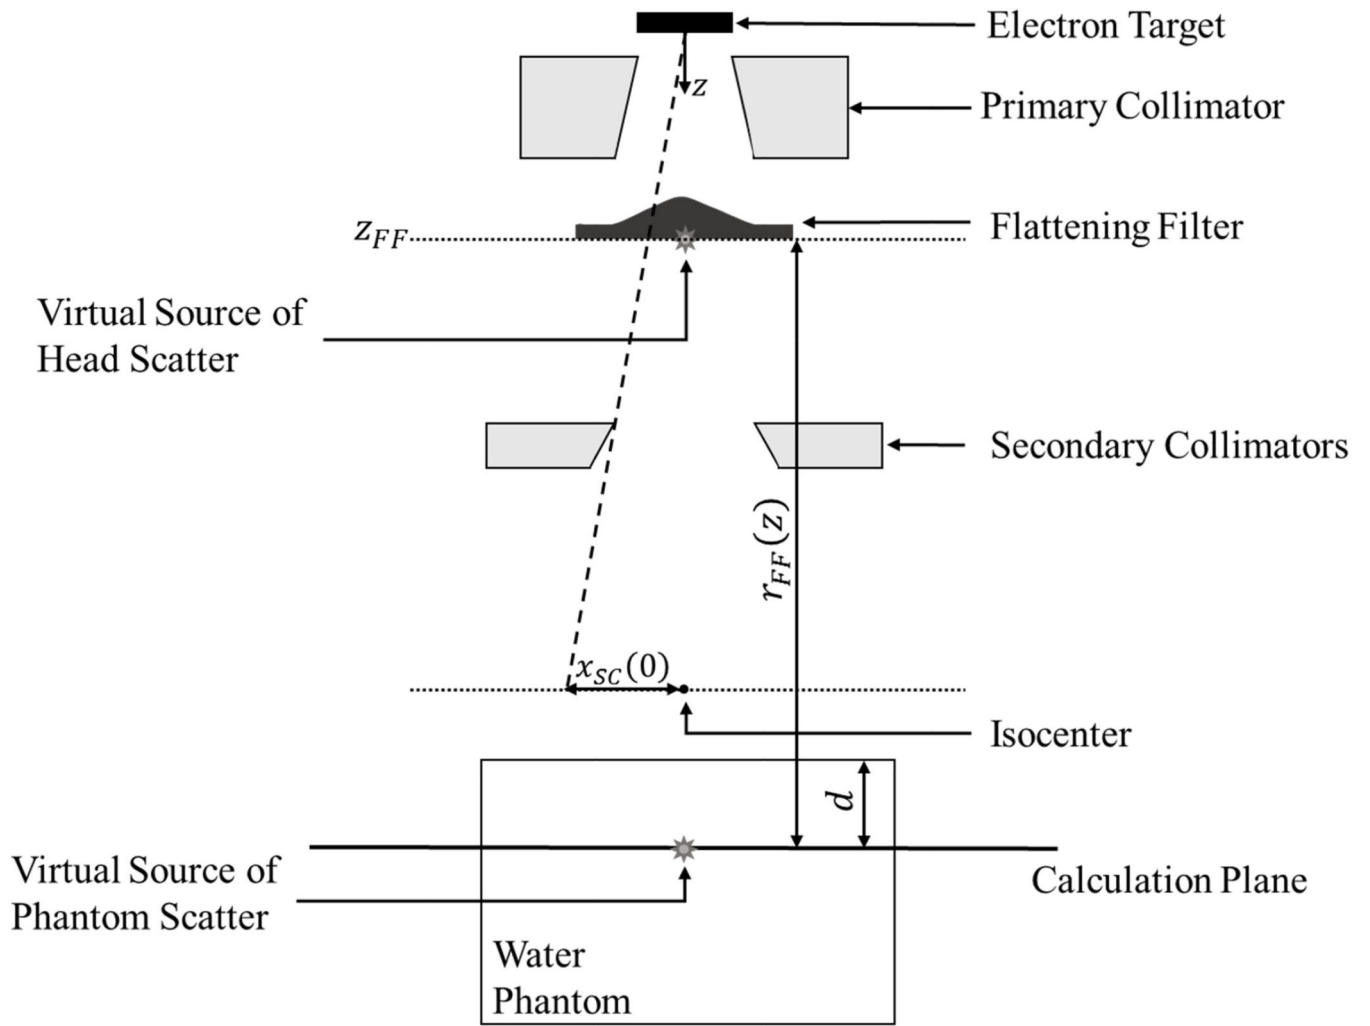 Electron Target
z
Primary Collimator
z_FF
Flattening Filter
Virtual Source of
Head Scatter
Secondary Collimators
r_FF(z)
x_SC(0)
Isocenter
d
Virtual Source of
Phantom Scatter
Calculation Plane
Water
Phantom